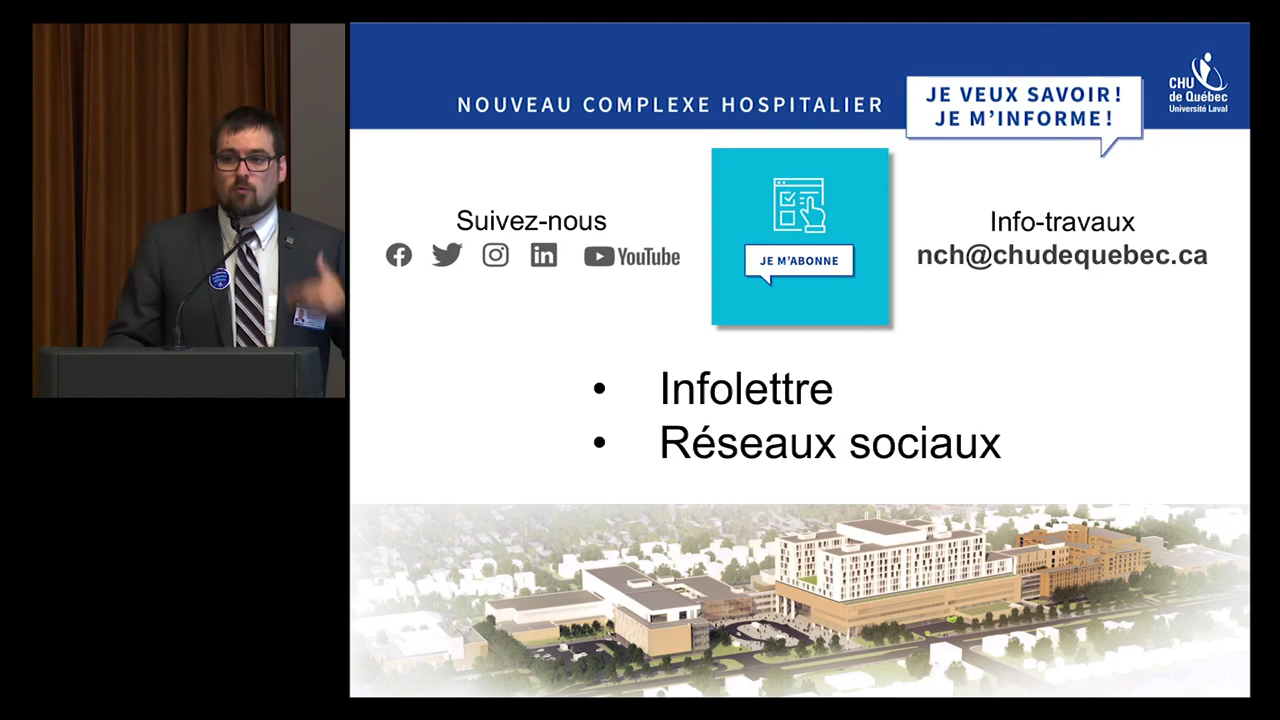 NOUVEAU COMPLEXE HOSPITALIER
JE VEUX SAVOIR!
JE M'INFORME!
CHU
de Québec
Université Laval
Suivez-nous
YouTube
JE M'ABONNE
Info-travaux
nch@chudequebec.ca
• Infolettre
• Réseaux sociaux